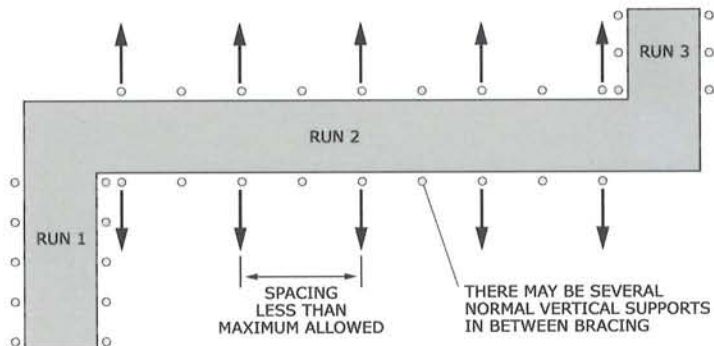 RUN 3
RUN 2
RUN 1
SPACING
LESS THAN
MAXIMUM ALLOWED
THERE MAY BE SEVERAL
NORMAL VERTICAL SUPPORTS
IN BETWEEN BRACING